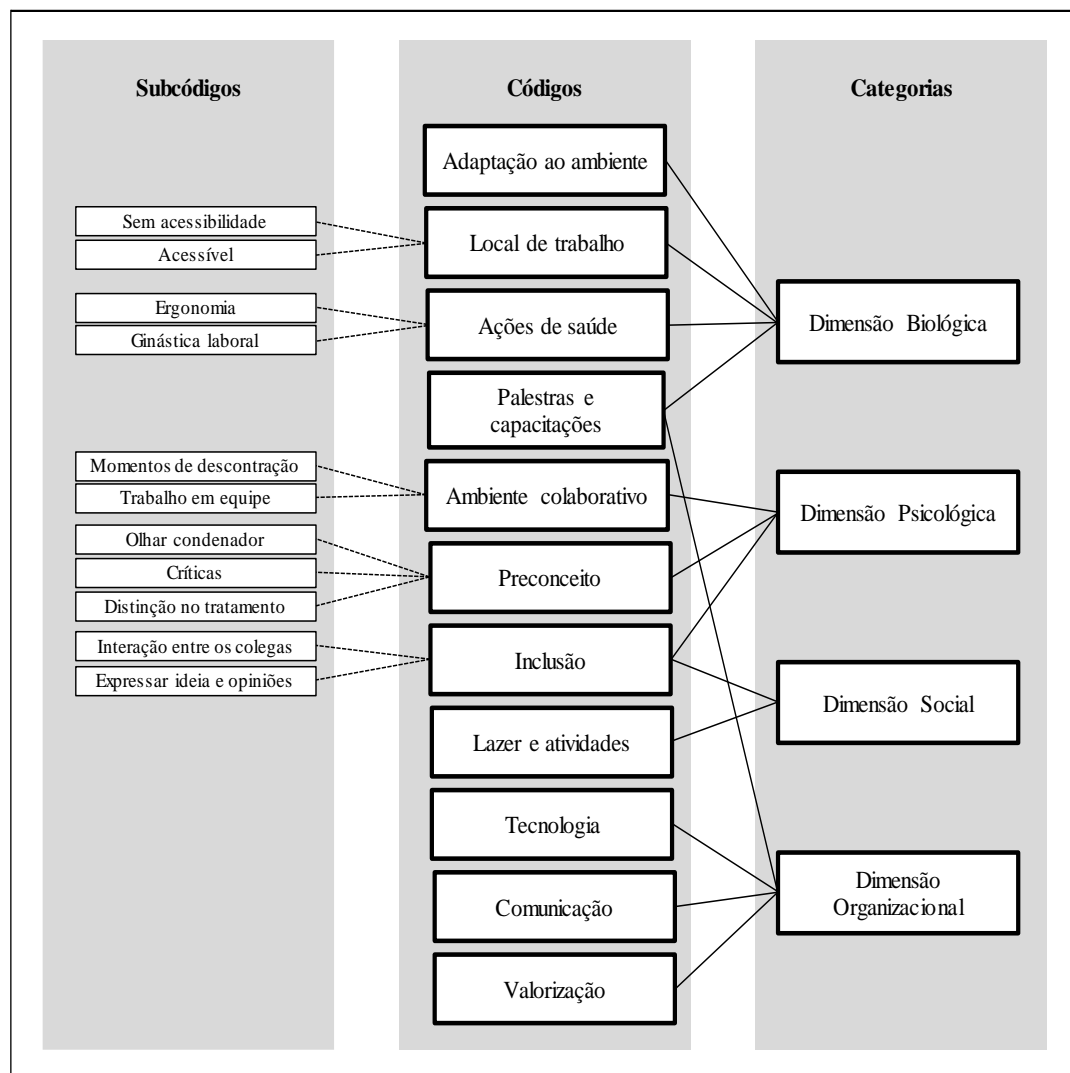 Subcódigos
Sem acessibilidade
Acessível
Ergonomia
Ginástica laboral
Momentos de descontração
Trabalho em equipe
Olhar condenador
Críticas
Distinção no tratamento
Interação entre os colegas
Expressar ideia e opiniões
Códigos
Adaptação ao ambiente
Local de trabalho
Ações de saúde
Palestras e
capacitações
Ambiente colaborativo
Preconceito
Inclusão
Lazer e atividades
Tecnologia
Comunicação
Valorização
Categorias
Dimensão Biológica
Dimensão Psicológica
Dimensão Social
Dimensão
Organizacional